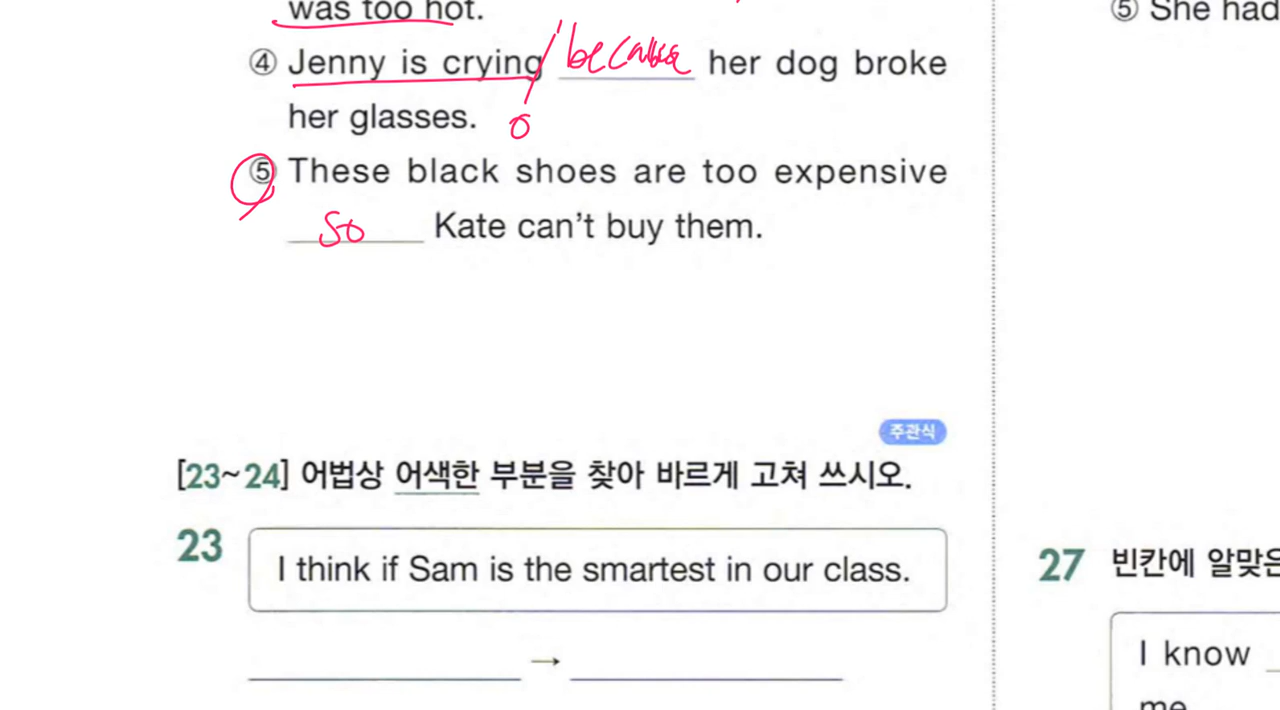 was too hot.
④ Jenny is crying because her dog broke
her glasses.
⑤ These black shoes are too expensive
so Kate can't buy them.
주관식
[23~24] 어법상 어색한 부분을 찾아 바르게 고쳐 쓰시오.
23
I think if Sam is the smartest in our class.
→
⑤ She had
27 빈칸에 알맞은
I know
me